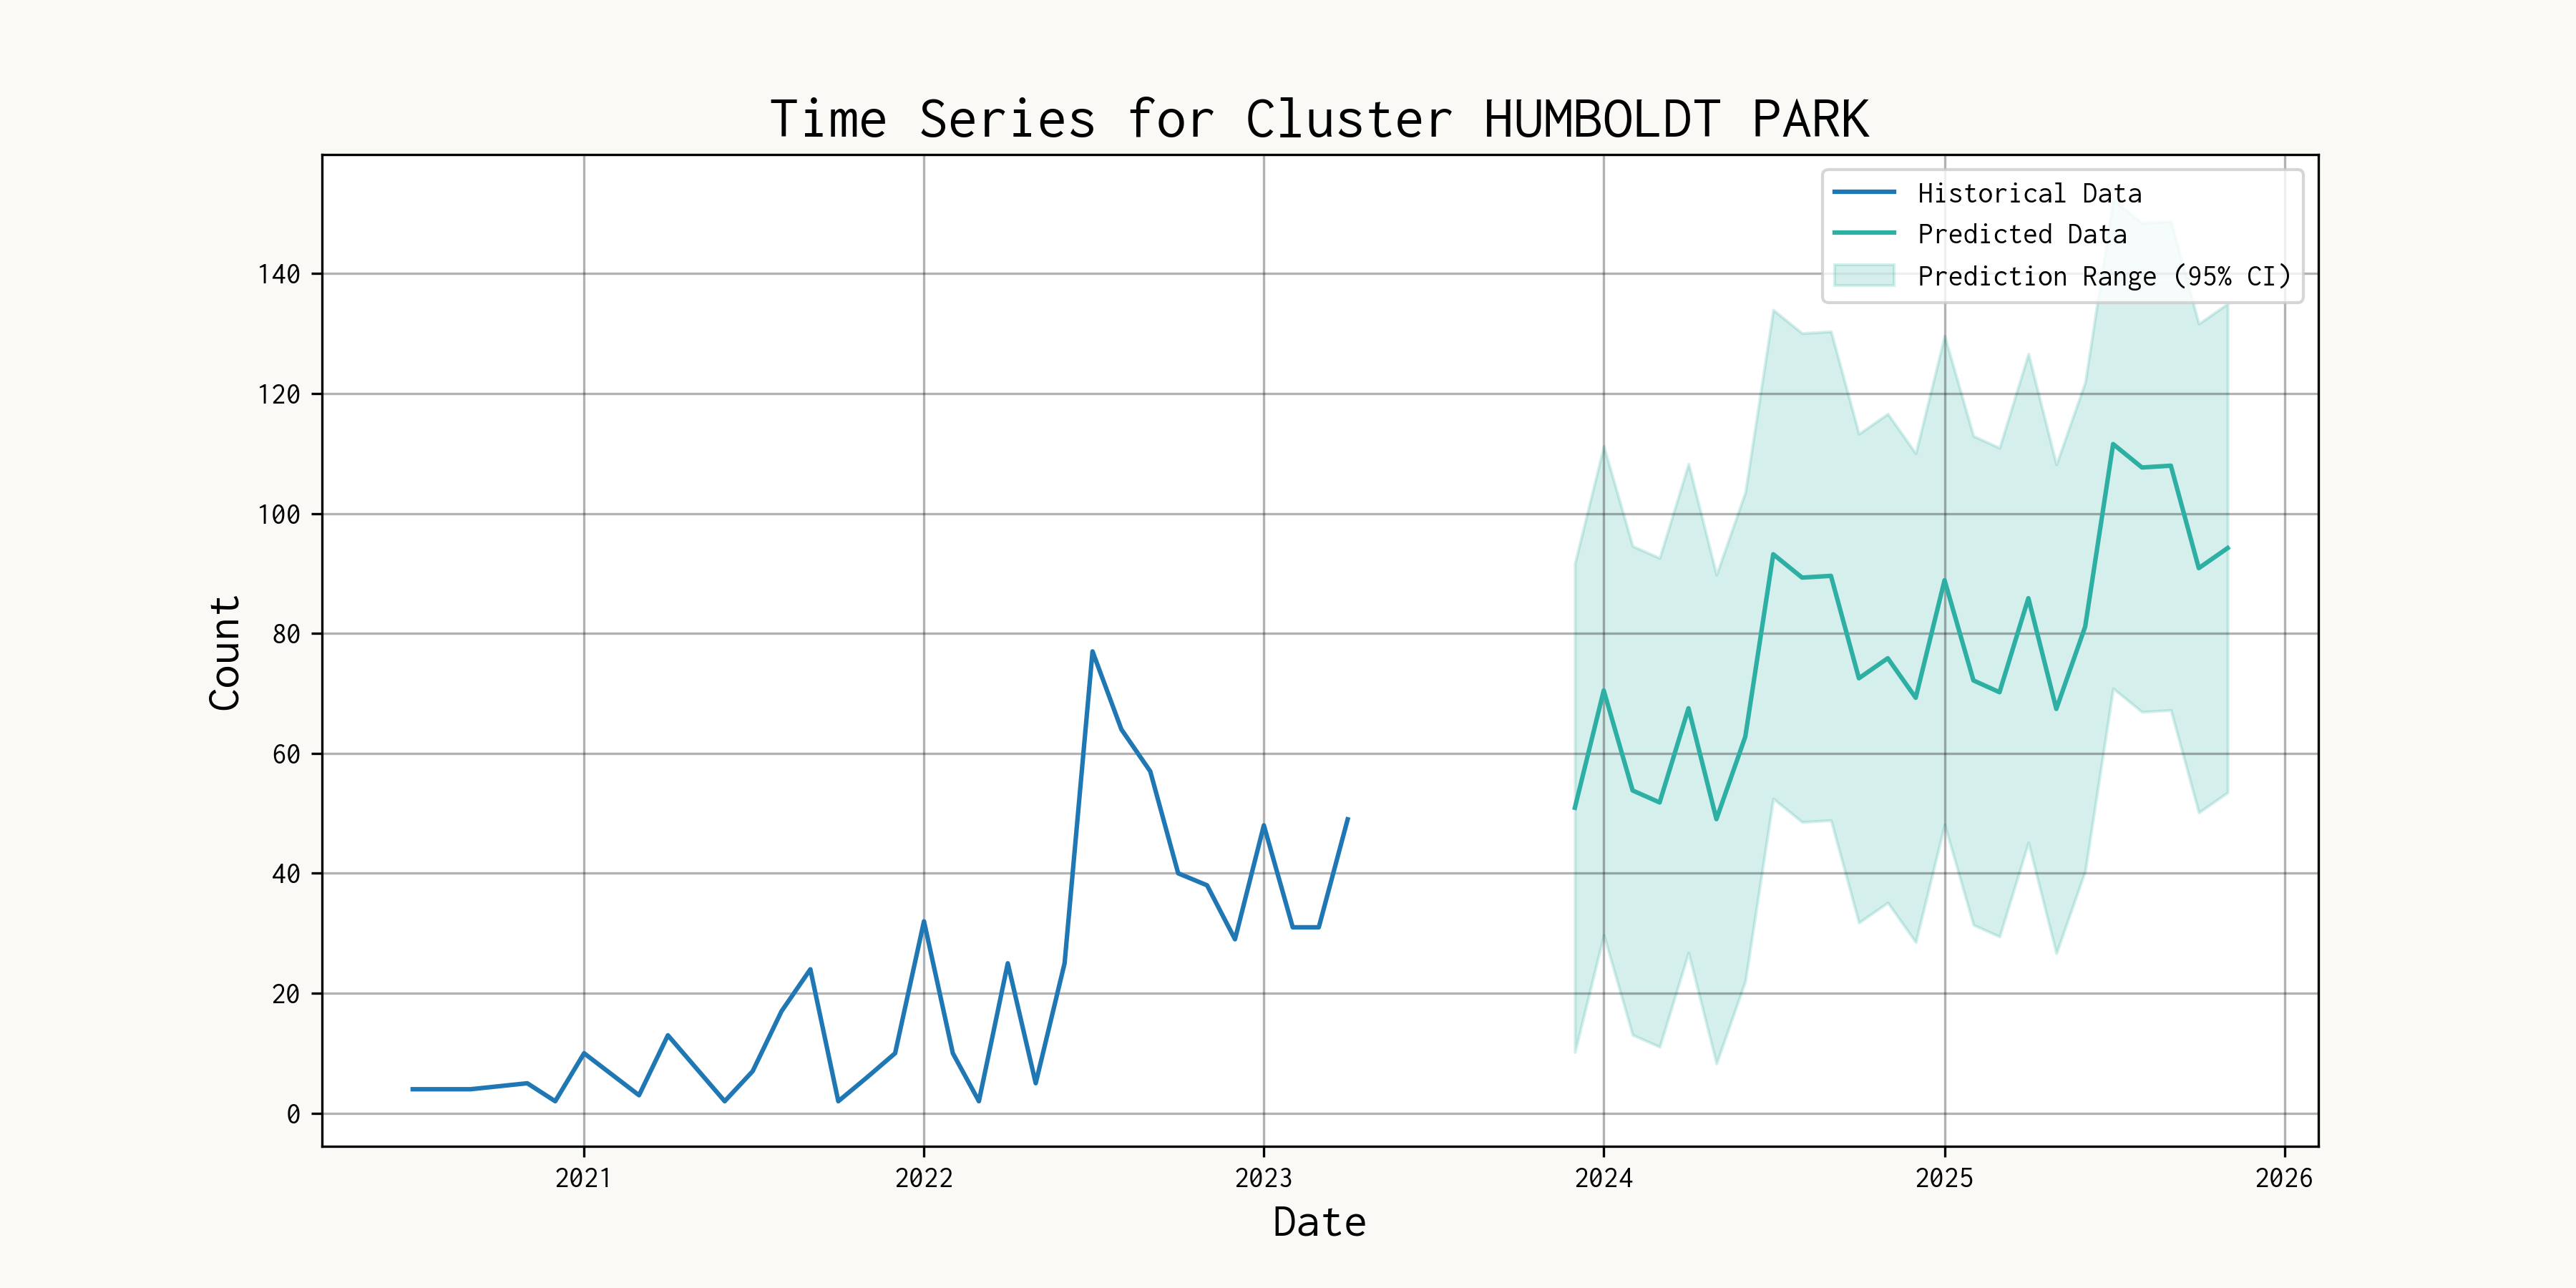 Time Series for Cluster HUMBOLDT PARK
Historical Data
Predicted Data
Prediction Range (95% CI)
Count
140
120
100
80
60
40
20
0
2021
2022
2023
2024
2025
2026
Date